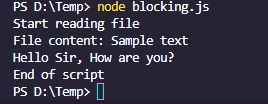 PS D:\Temp> node blocking.js
Start reading file
File content: Sample text
Hello Sir, How are you?
End of script
PS D:\Temp>